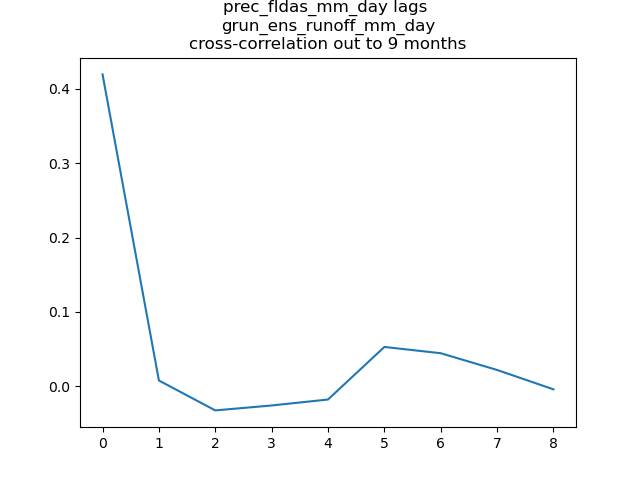 prec_fldas_mm_day lags
grun_ens_runoff_mm_day
cross-correlation out to 9 months
0.4
0.3
0.2
0.1
0.0
0 1 2 3 4 5 6 7 8